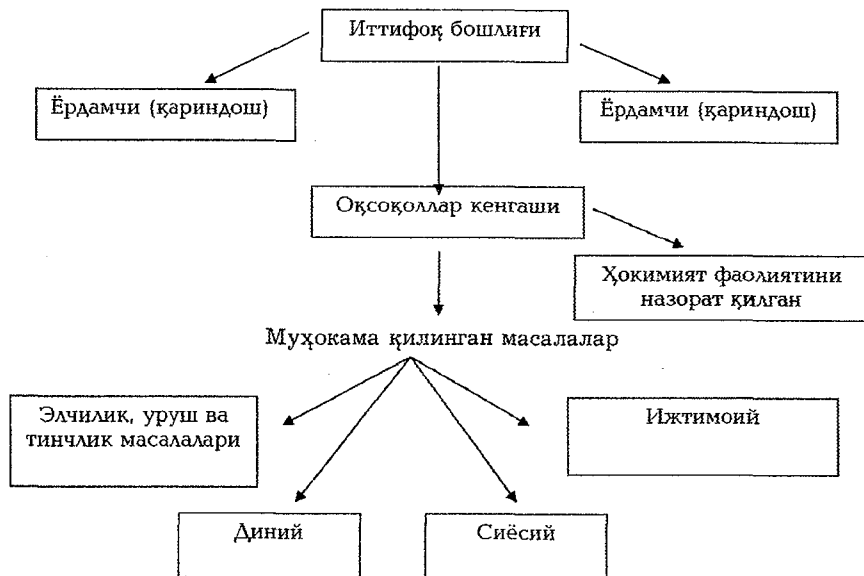 Иттифоқ бошлиғи
Ёрдамчи (қариндош)
Ёрдамчи (қариндош)
Оқсоқоллар кенгаши
Ҳокимият фаолиятини
назорат қилган
Муҳокама қилинган масалалар
Элчилик, уруш ва
тинчлик масалалари
Ижтимоий
Диний
Сиёсий